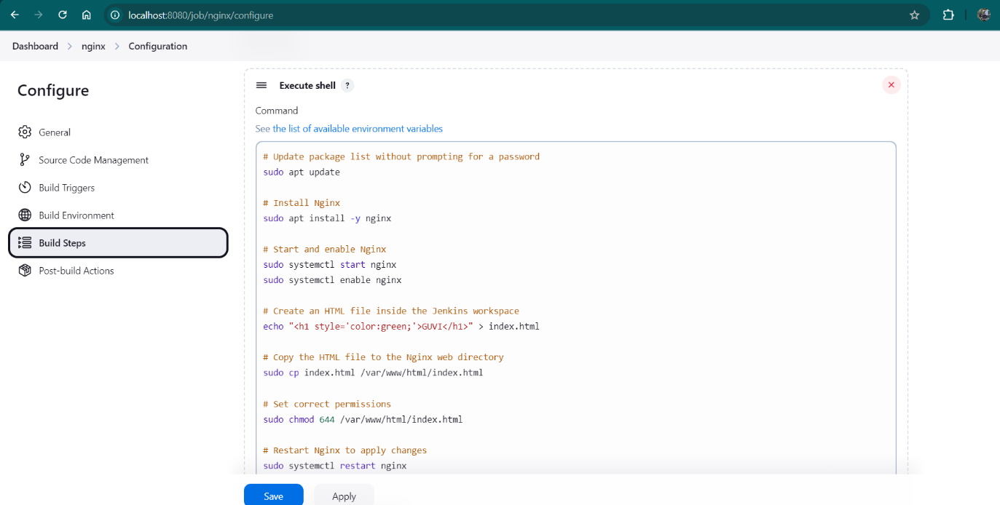 localhost:8080/job/nginx/configure
Dashboard > nginx > Configuration
Configure
General
Source Code Management
Build Triggers
Build Environment
Build Steps
Post-build Actions
Execute shell ?
Command
See the list of available environment variables
# Update package list without prompting for a password
sudo apt update
# Install Nginx
sudo apt install -y nginx
# Start and enable Nginx
sudo systemctl start nginx
sudo systemctl enable nginx
# Create an HTML file inside the Jenkins workspace
echo "<h1 style='color:green;'>GUVI</h1>" > index.html
# Copy the HTML file to the Nginx web directory
sudo cp index.html /var/www/html/index.html
# Set correct permissions
sudo chmod 644 /var/www/html/index.html
# Restart Nginx to apply changes
sudo systemctl restart nginx
Save Apply